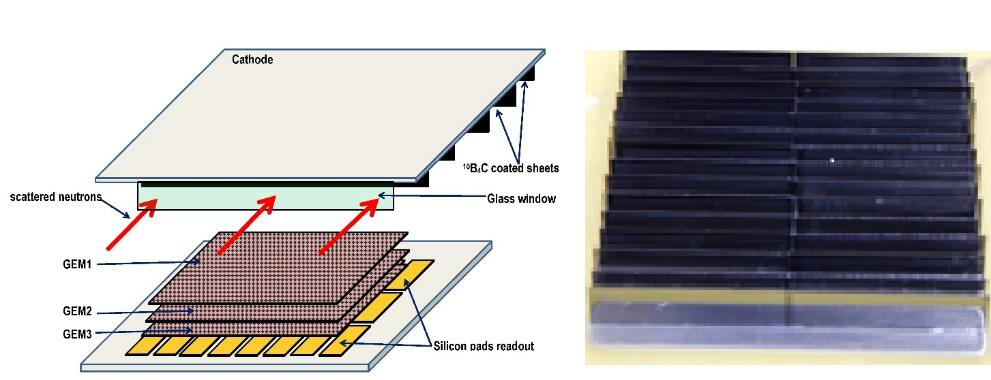 Cathode
¹⁰B₄C coated sheets
scattered neutrons
Glass window
GEM1
GEM2
GEM3
Silicon pads readout